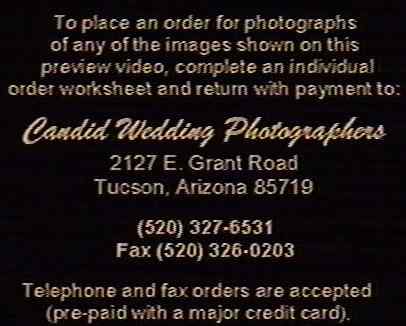 To place an order for photographs
of any of the images shown on this
preview video, complete an individual
order worksheet and return with payment to:
Candid Wedding Photographers
2127 E. Grant Road
Tucson, Arizona 85719
(520) 327-6531
Fax (520) 326-0203
Telephone and fax orders are accepted
(pre-paid with a major credit card).